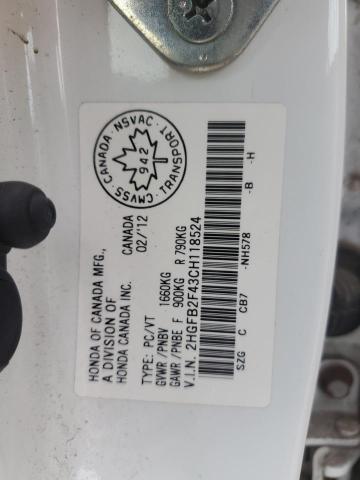 HONDA OF CANADA MFG.,
A DIVISION OF
HONDA CANADA INC.
CANADA
02/'12
NSVAC · TRANSPORT · CMVSS · CANADA
942
TYPE: PC/VT
GVWR /PNBV 1660KG
GAWR /PNBE F 900KG R 790KG
V.I.N. 2HGFB2F43CH118524
SZG C CB7 -NH578 -B -H